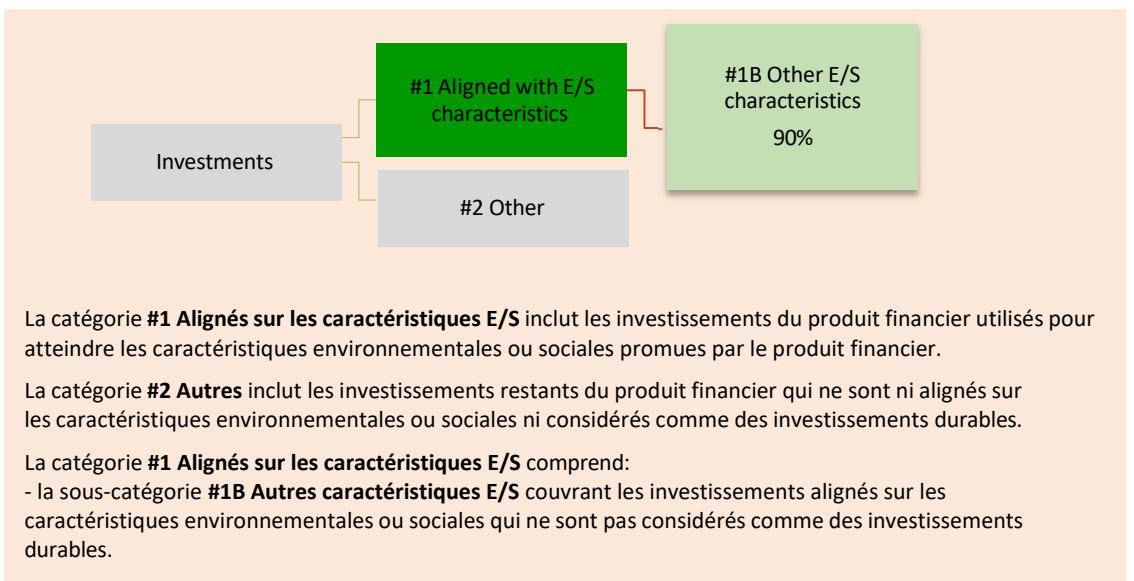 #1 Aligned with E/S
characteristics
#1B Other E/S
characteristics
90%
Investments
#2 Other
La catégorie #1 Alignés sur les caractéristiques E/S inclut les investissements du produit financier utilisés pour
atteindre les caractéristiques environnementales ou sociales promues par le produit financier.
La catégorie #2 Autres inclut les investissements restants du produit financier qui ne sont ni alignés sur
les caractéristiques environnementales ou sociales ni considérés comme des investissements durables.
La catégorie #1 Alignés sur les caractéristiques E/S comprend:
- la sous-catégorie #1B Autres caractéristiques E/S couvrant les investissements alignés sur les
caractéristiques environnementales ou sociales qui ne sont pas considérés comme des investissements
durables.